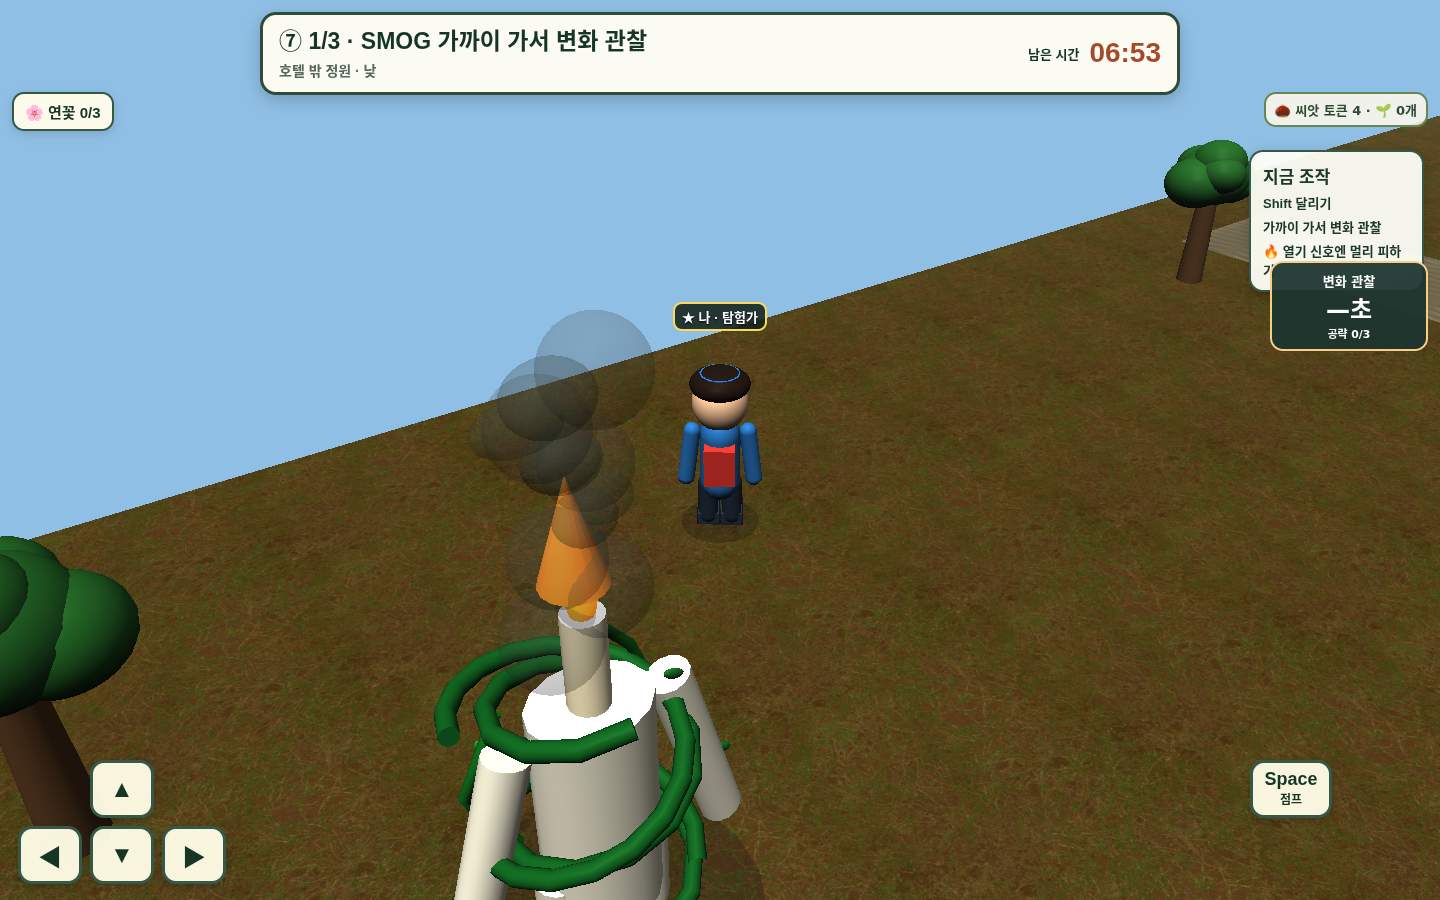 ⑦ 1/3 · SMOG 가까이 가서 변화 관찰
호텔 밖 정원 · 낮
남은 시간 06:53
🌸 연꽃 0/3
🌰 씨앗 토큰 4 · 🌱 0개
지금 조작
Shift 달리기
가까이 가서 변화 관찰
🔥 열기 신호엔 멀리 피하
기
변화 관찰
—초
공략 0/3
★ 나 · 탐험가
▲
◀ ▼ ▶
Space
점프